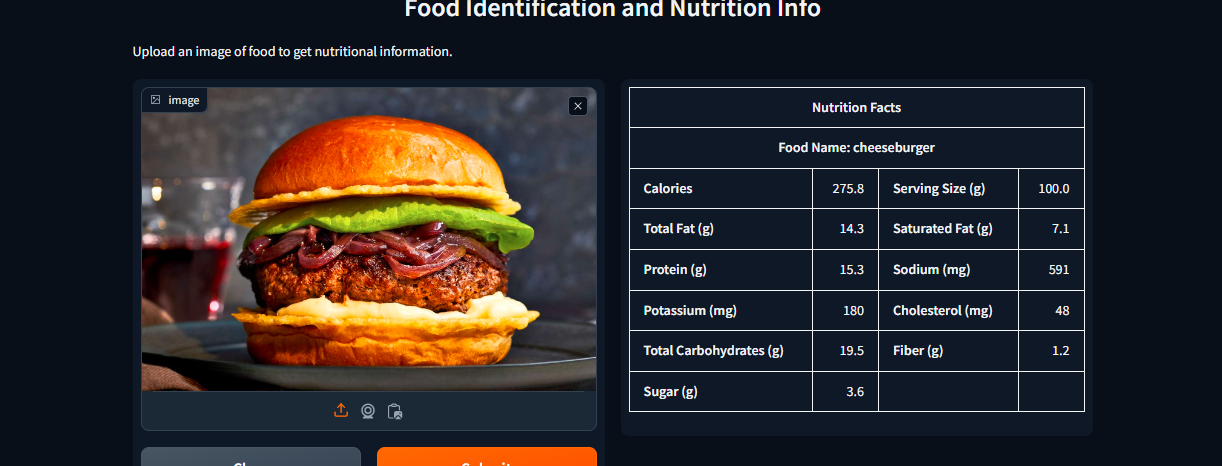 Food Identification and Nutrition Info
Upload an image of food to get nutritional information.
image
Nutrition Facts
Food Name: cheeseburger
Calories 275.8 Serving Size (g) 100.0
Total Fat (g) 14.3 Saturated Fat (g) 7.1
Protein (g) 15.3 Sodium (mg) 591
Potassium (mg) 180 Cholesterol (mg) 48
Total Carbohydrates (g) 19.5 Fiber (g) 1.2
Sugar (g) 3.6